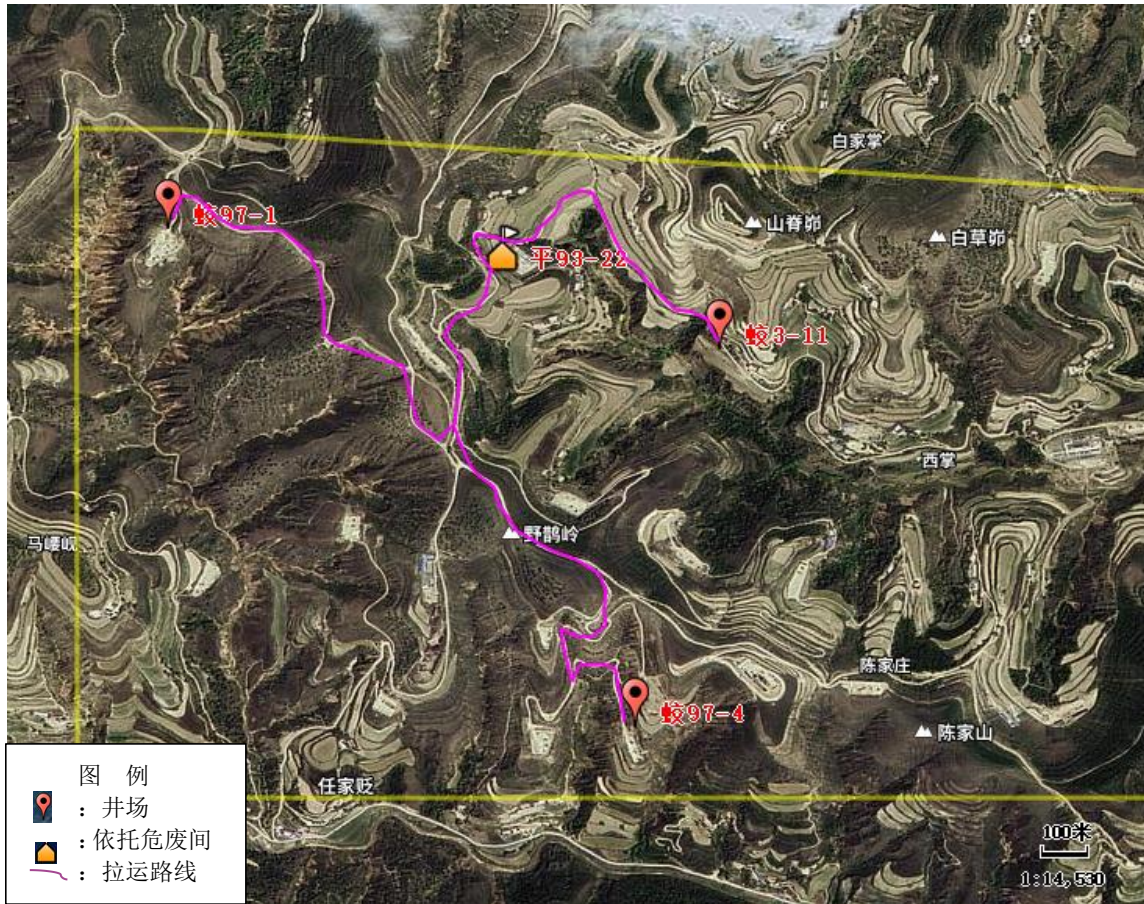 白家掌
山脊峁
白草峁
蛟97-1
平93-22
蛟3-11
西掌
野鹊岭
马崾岘
陈家庄
蛟97-4
陈家山
任家贬
图 例
：井场
：依托危废间
：拉运路线
100米
1:14,530